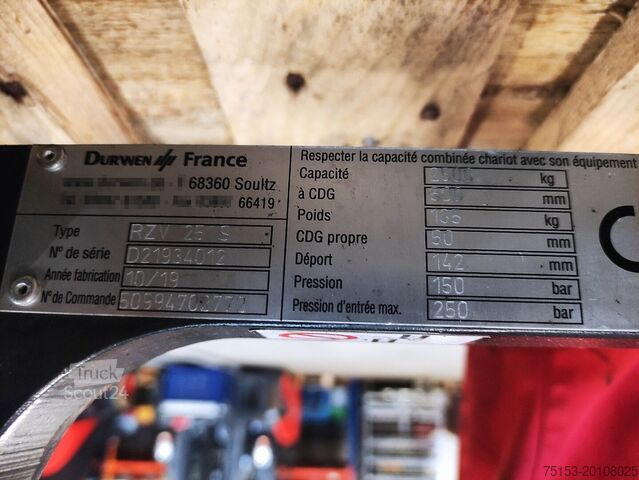 DURWEN France
68360 Soultz
66419
Type RZV 25 S
N° de série D21934012
Année fabrication 10/19
N° de Commande
Respecter la capacité combinée chariot avec son équipement
Capacité kg
à CDG mm
Poids kg
CDG propre 50 mm
Déport 142 mm
Pression 150 bar
Pression d'entrée max. 250 bar
Truck
Scout24
75153-20108025